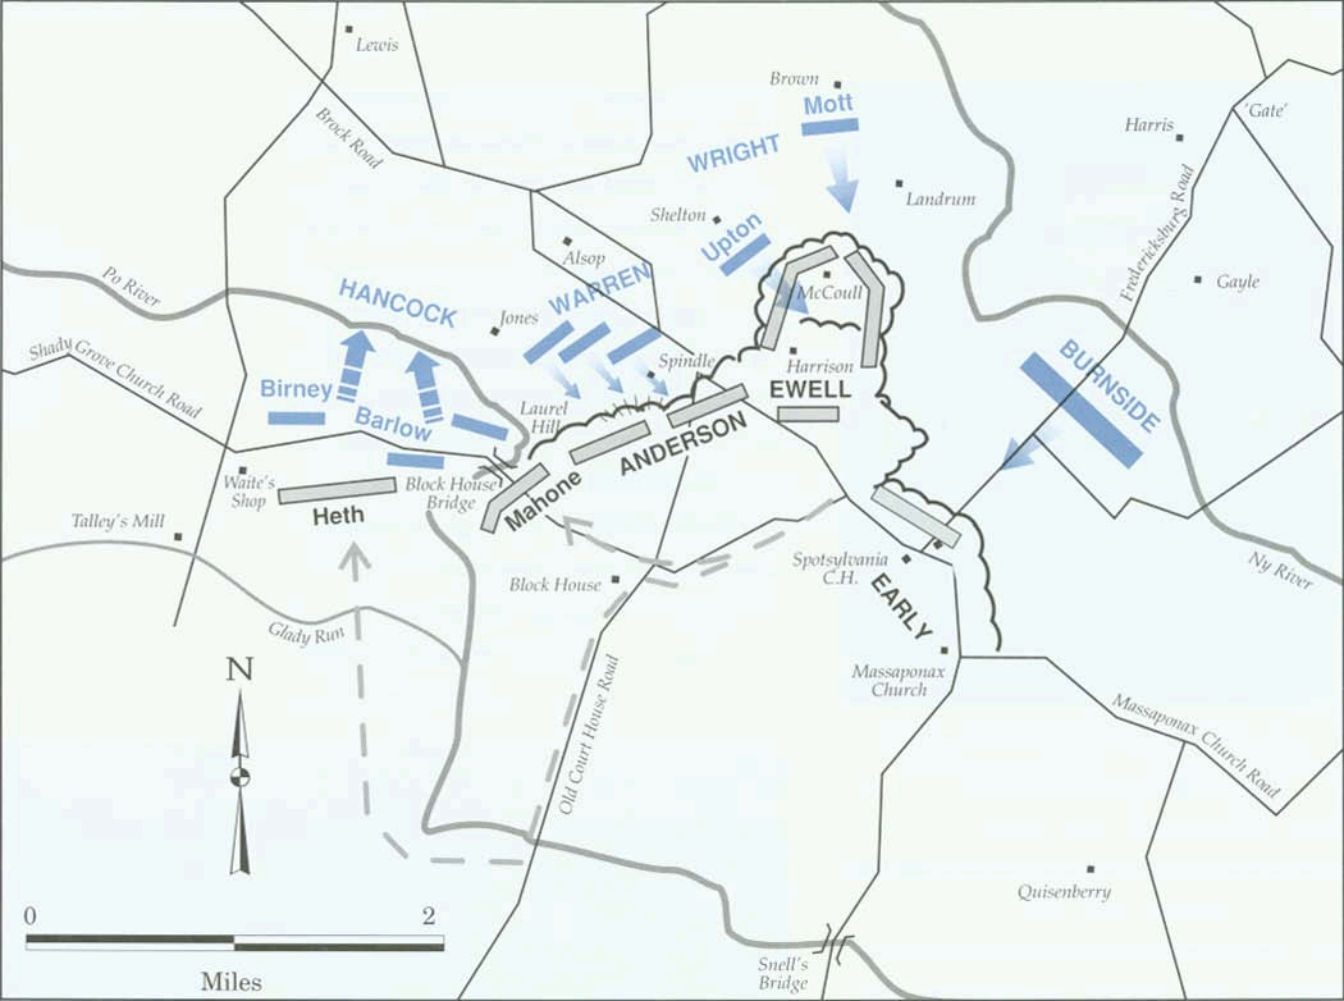 Lewis
Brown
Mott
'Gate'
Harris
Brock Road
WRIGHT
Landrum
Shelton
Fredericksburg Road
Upton
Alsop
Po River
HANCOCK
WARREN
McCoull
Gayle
Jones
Shady Grove Church Road
Spindle
Harrison
BURNSIDE
Birney
EWELL
Barlow
Laurel
Hill
ANDERSON
Waite's
Shop
Block House
Bridge
Mahone
Heth
Talley's Mill
Spotsylvania
C.H.
Block House
EARLY
Ny River
Glady Run
N
Massaponax
Church
Old Court House Road
Massaponax Church Road
Quisenberry
0
2
Miles
Snell's
Bridge